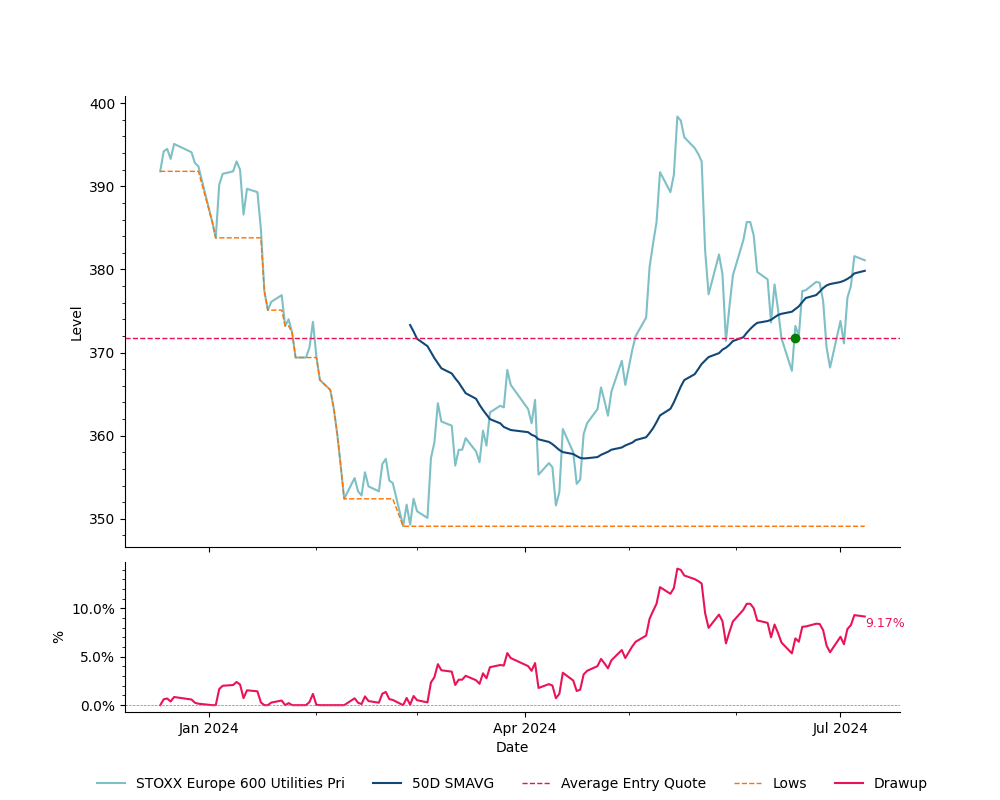 400
390
380
370
360
350
Level
10.0%
5.0%
0.0%
%
9.17%
Jan 2024 Apr 2024 Jul 2024
Date
STOXX Europe 600 Utilities Pri 50D SMAVG Average Entry Quote Lows Drawup